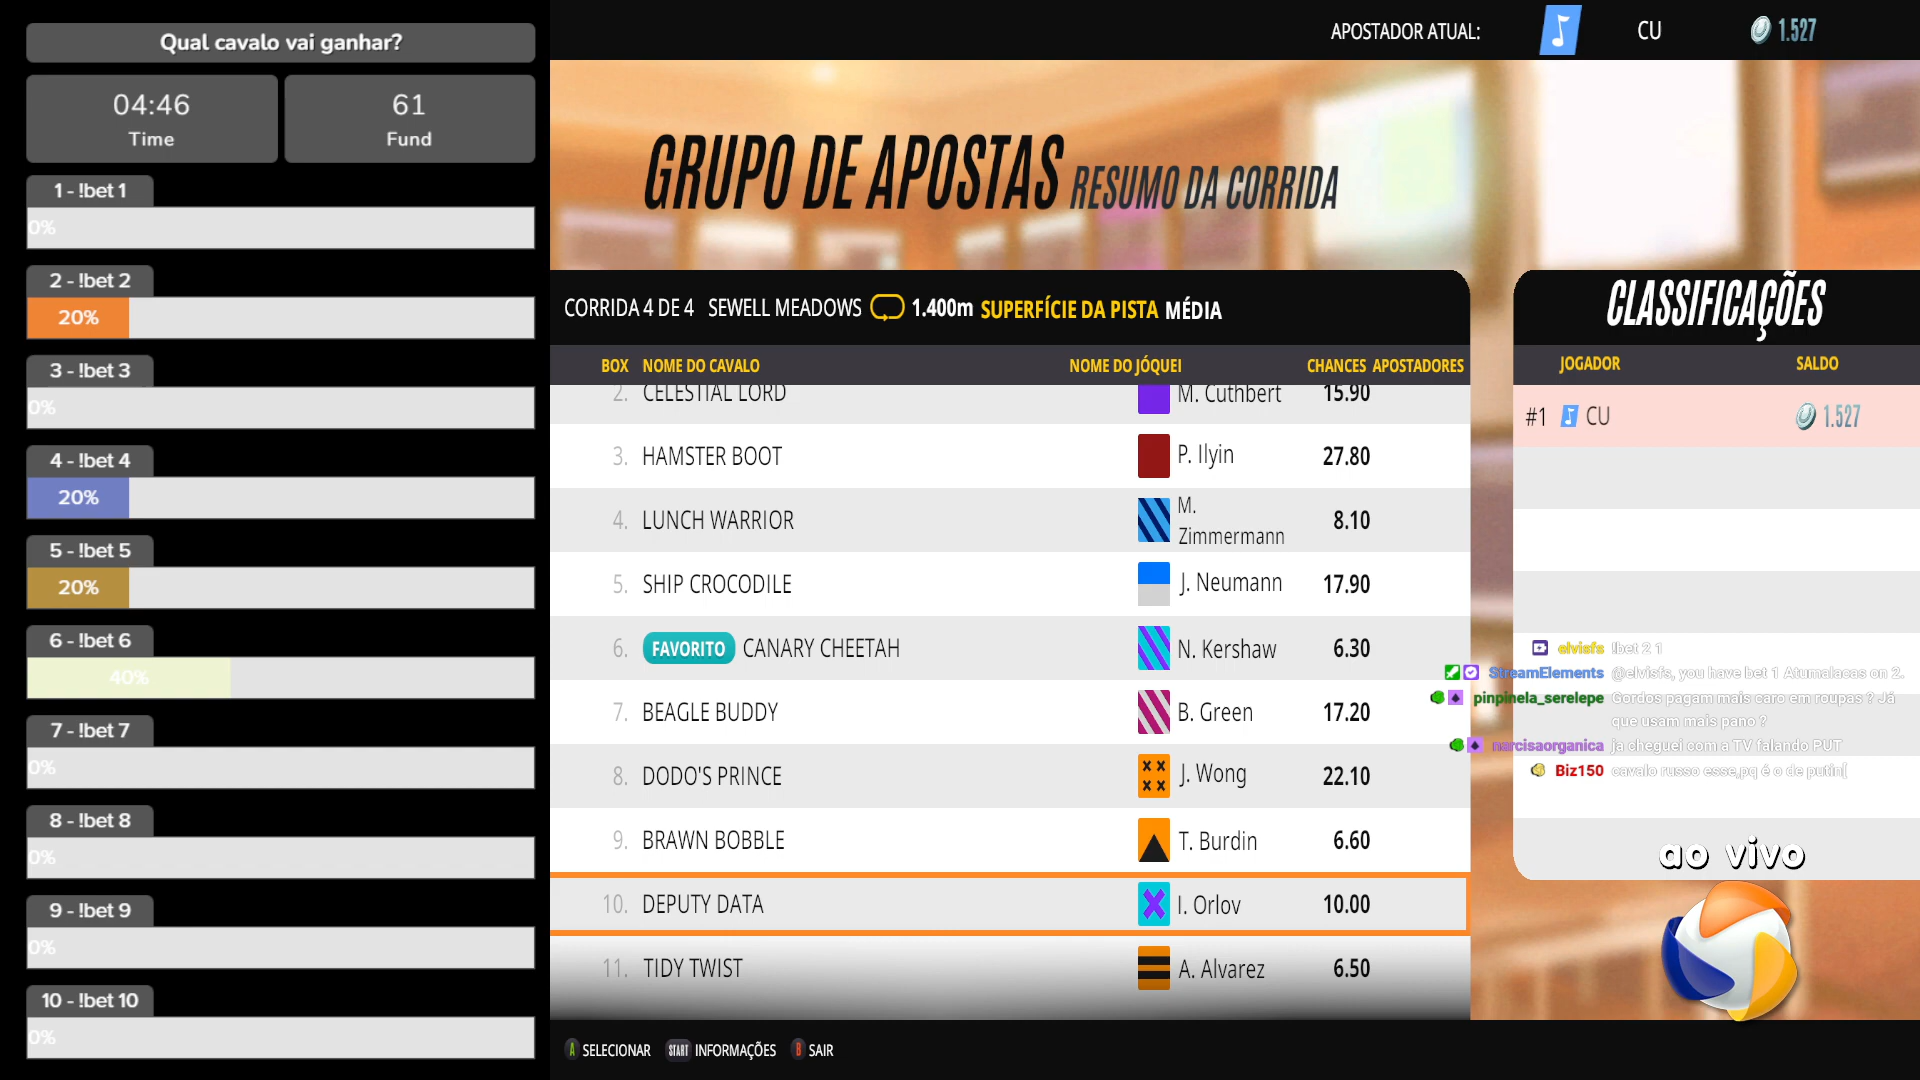 Qual cavalo vai ganhar?
04:46
Time
61
Fund
1 - !bet 1
0%
2 - !bet 2
20%
3 - !bet 3
0%
4 - !bet 4
20%
5 - !bet 5
20%
6 - !bet 6
40%
7 - !bet 7
0%
8 - !bet 8
0%
9 - !bet 9
0%
10 - !bet 10
0%
APOSTADOR ATUAL: CU 1.527
GRUPO DE APOSTAS RESUMO DA CORRIDA
CORRIDA 4 DE 4 SEWELL MEADOWS 1.400m SUPERFÍCIE DA PISTA MÉDIA
BOX NOME DO CAVALO NOME DO JÓQUEI CHANCES APOSTADORES
2. CELESTIAL LORD M. Cuthbert 15.90
3. HAMSTER BOOT P. Ilyin 27.80
4. LUNCH WARRIOR M. Zimmermann 8.10
5. SHIP CROCODILE J. Neumann 17.90
6. FAVORITO CANARY CHEETAH N. Kershaw 6.30
7. BEAGLE BUDDY B. Green 17.20
8. DODO'S PRINCE J. Wong 22.10
9. BRAWN BOBBLE T. Burdin 6.60
10. DEPUTY DATA I. Orlov 10.00
11. TIDY TWIST A. Alvarez 6.50
A SELECIONAR START INFORMAÇÕES B SAIR
CLASSIFICAÇÕES
JOGADOR SALDO
#1 CU 1.527
elvisfs !bet 2 1
StreamElements @elvisfs, you have bet 1 Atumalacas on 2.
pinpinela_serelepe Gordos pagam mais caro em roupas ? Já
que usam mais pano ?
narcisaorganica ja cheguei com a TV falando PUT
Biz150 cavalo russo esse,pq é o de putin[
ao vivo